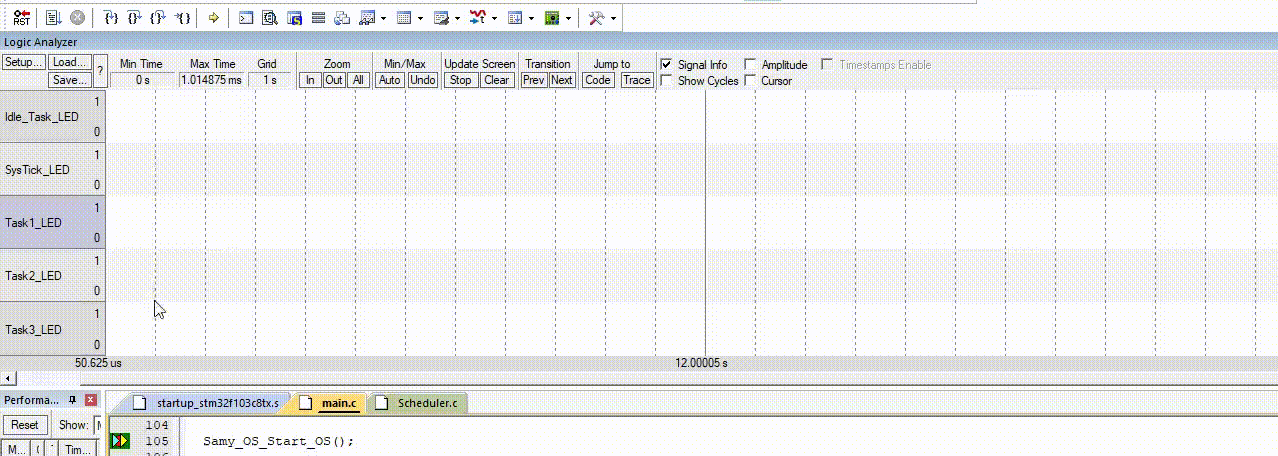 RST
Logic Analyzer
Setup... Load... Min Time Max Time Grid Zoom Min/Max Update Screen Transition Jump to Signal Info Amplitude Timestamps Enable
Save... ? 0 s 1.014875 ms 1 s In Out All Auto Undo Stop Clear Prev Next Code Trace Show Cycles Cursor
1
Idle_Task_LED
0
1
SysTick_LED
0
1
Task1_LED
0
1
Task2_LED
0
1
Task3_LED
0
50.625 us 12.00005 s
Performa... startup_stm32f103c8tx.s main.c Scheduler.c
Reset Show: 104
105 Samy_OS_Start_OS();
M... Tim...